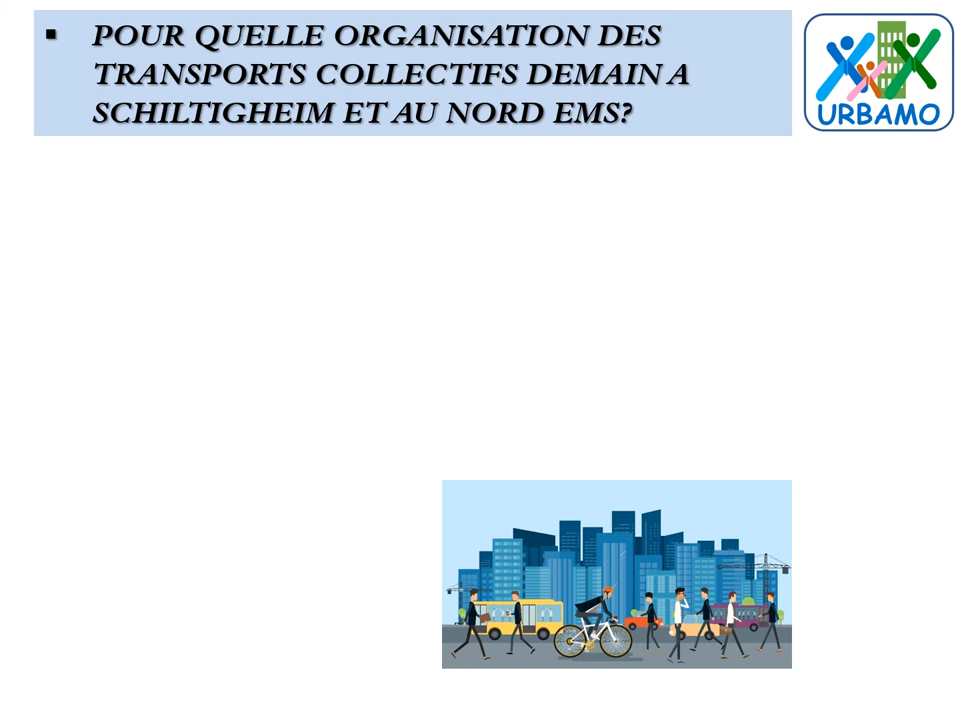 ▪ POUR QUELLE ORGANISATION DES
TRANSPORTS COLLECTIFS DEMAIN A
SCHILTIGHEIM ET AU NORD EMS?
URBAMO